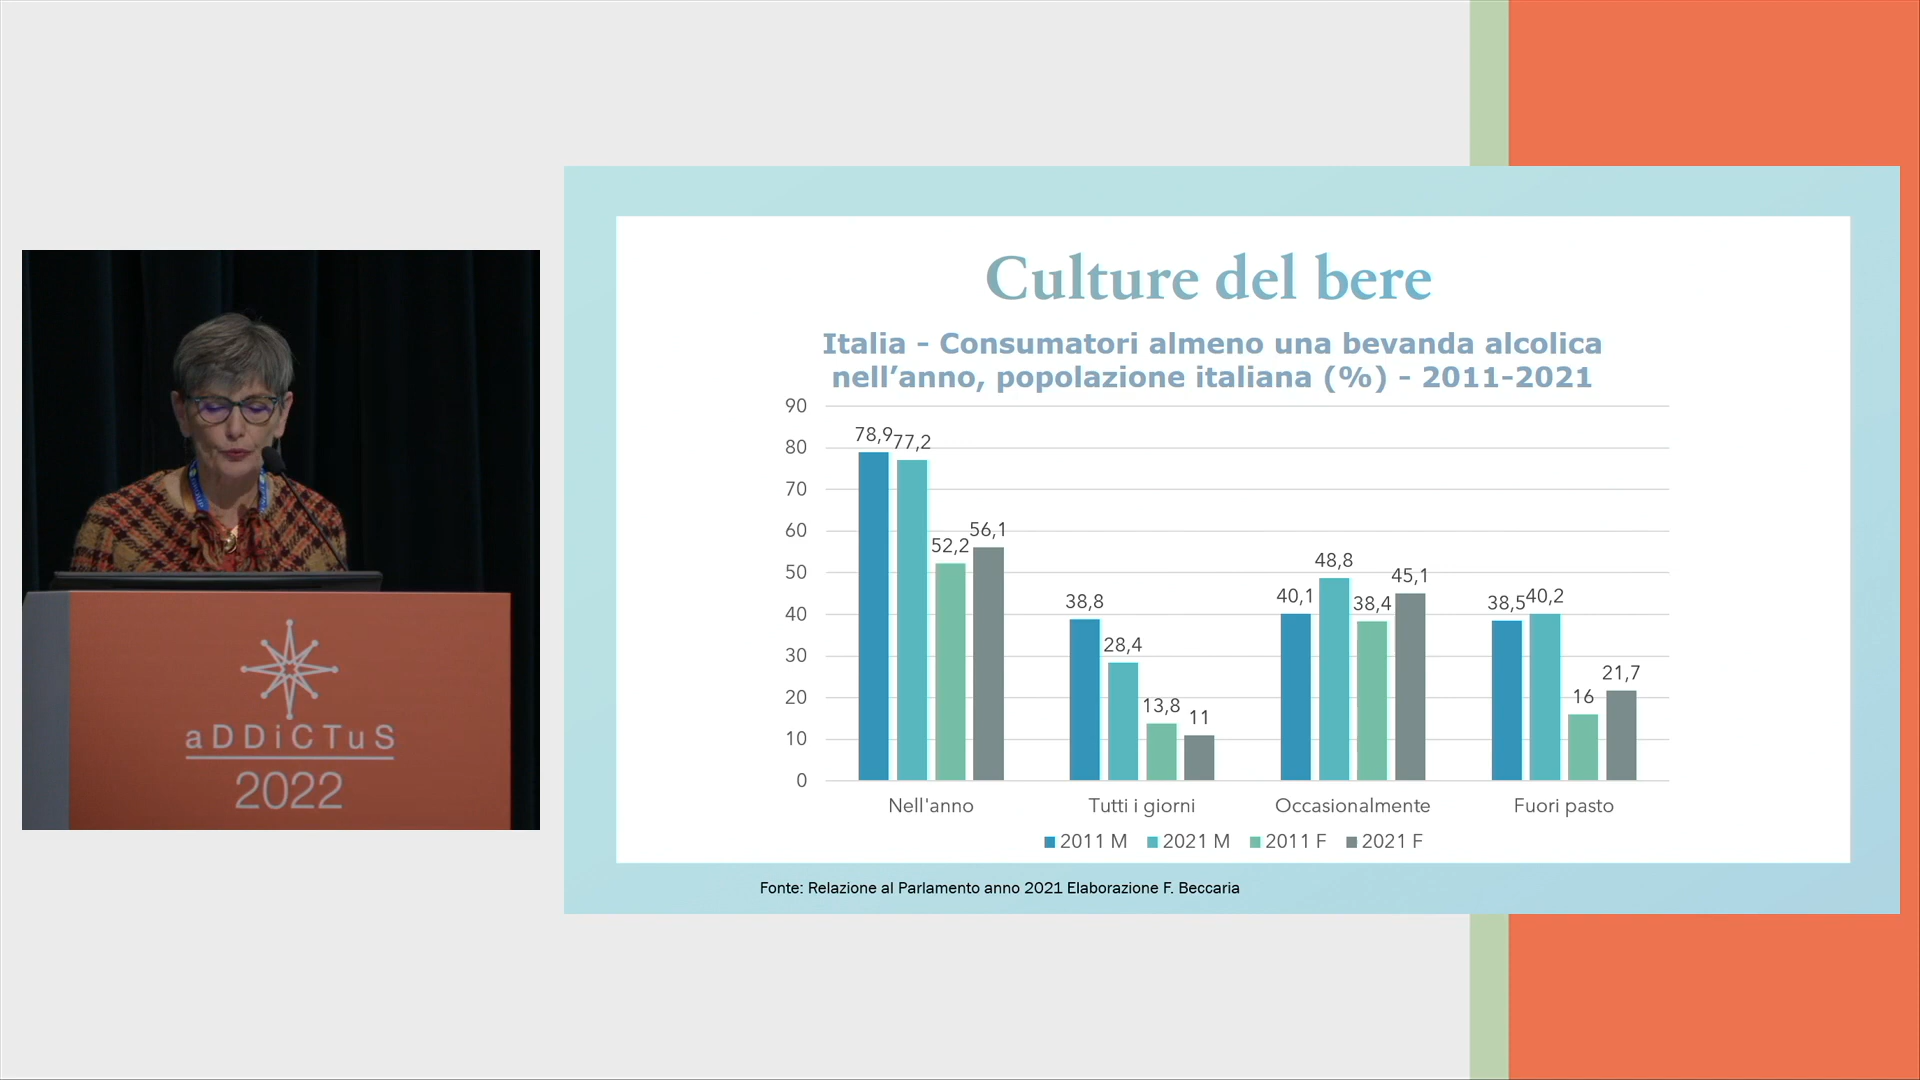 Culture del bere
Italia - Consumatori almeno una bevanda alcolica
nell’anno, popolazione italiana (%) - 2011-2021
90
80
70
60
50
40
30
20
10
0
78,9 77,2 52,2 56,1
38,8 28,4 13,8 11
40,1 48,8 38,4 45,1
38,5 40,2 16 21,7
Nell'anno Tutti i giorni Occasionalmente Fuori pasto
2011 M 2021 M 2011 F 2021 F
Fonte: Relazione al Parlamento anno 2021 Elaborazione F. Beccaria
aDDiCTuS
2022